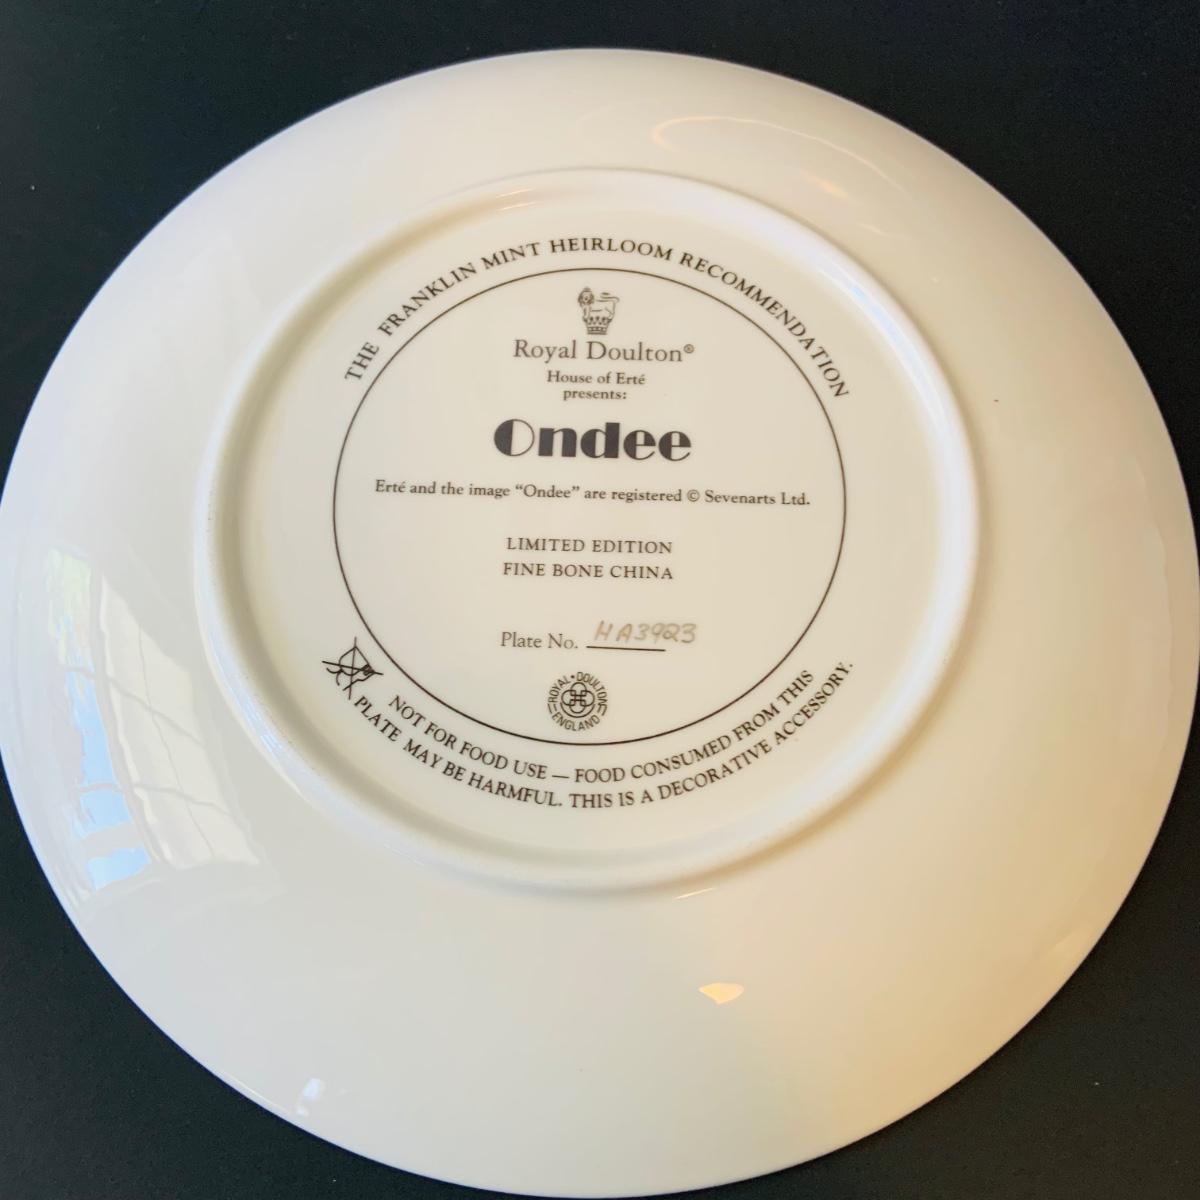 THE FRANKLIN MINT HEIRLOOM RECOMMENDATION
Royal Doulton®
House of Erté
presents:
Ondee
Erté and the image “Ondee” are registered © Sevenarts Ltd.
LIMITED EDITION
FINE BONE CHINA
Plate No. HA3923
ROYAL • DOULTON
ENGLAND
NOT FOR FOOD USE — FOOD CONSUMED FROM THIS
PLATE MAY BE HARMFUL. THIS IS A DECORATIVE ACCESSORY.